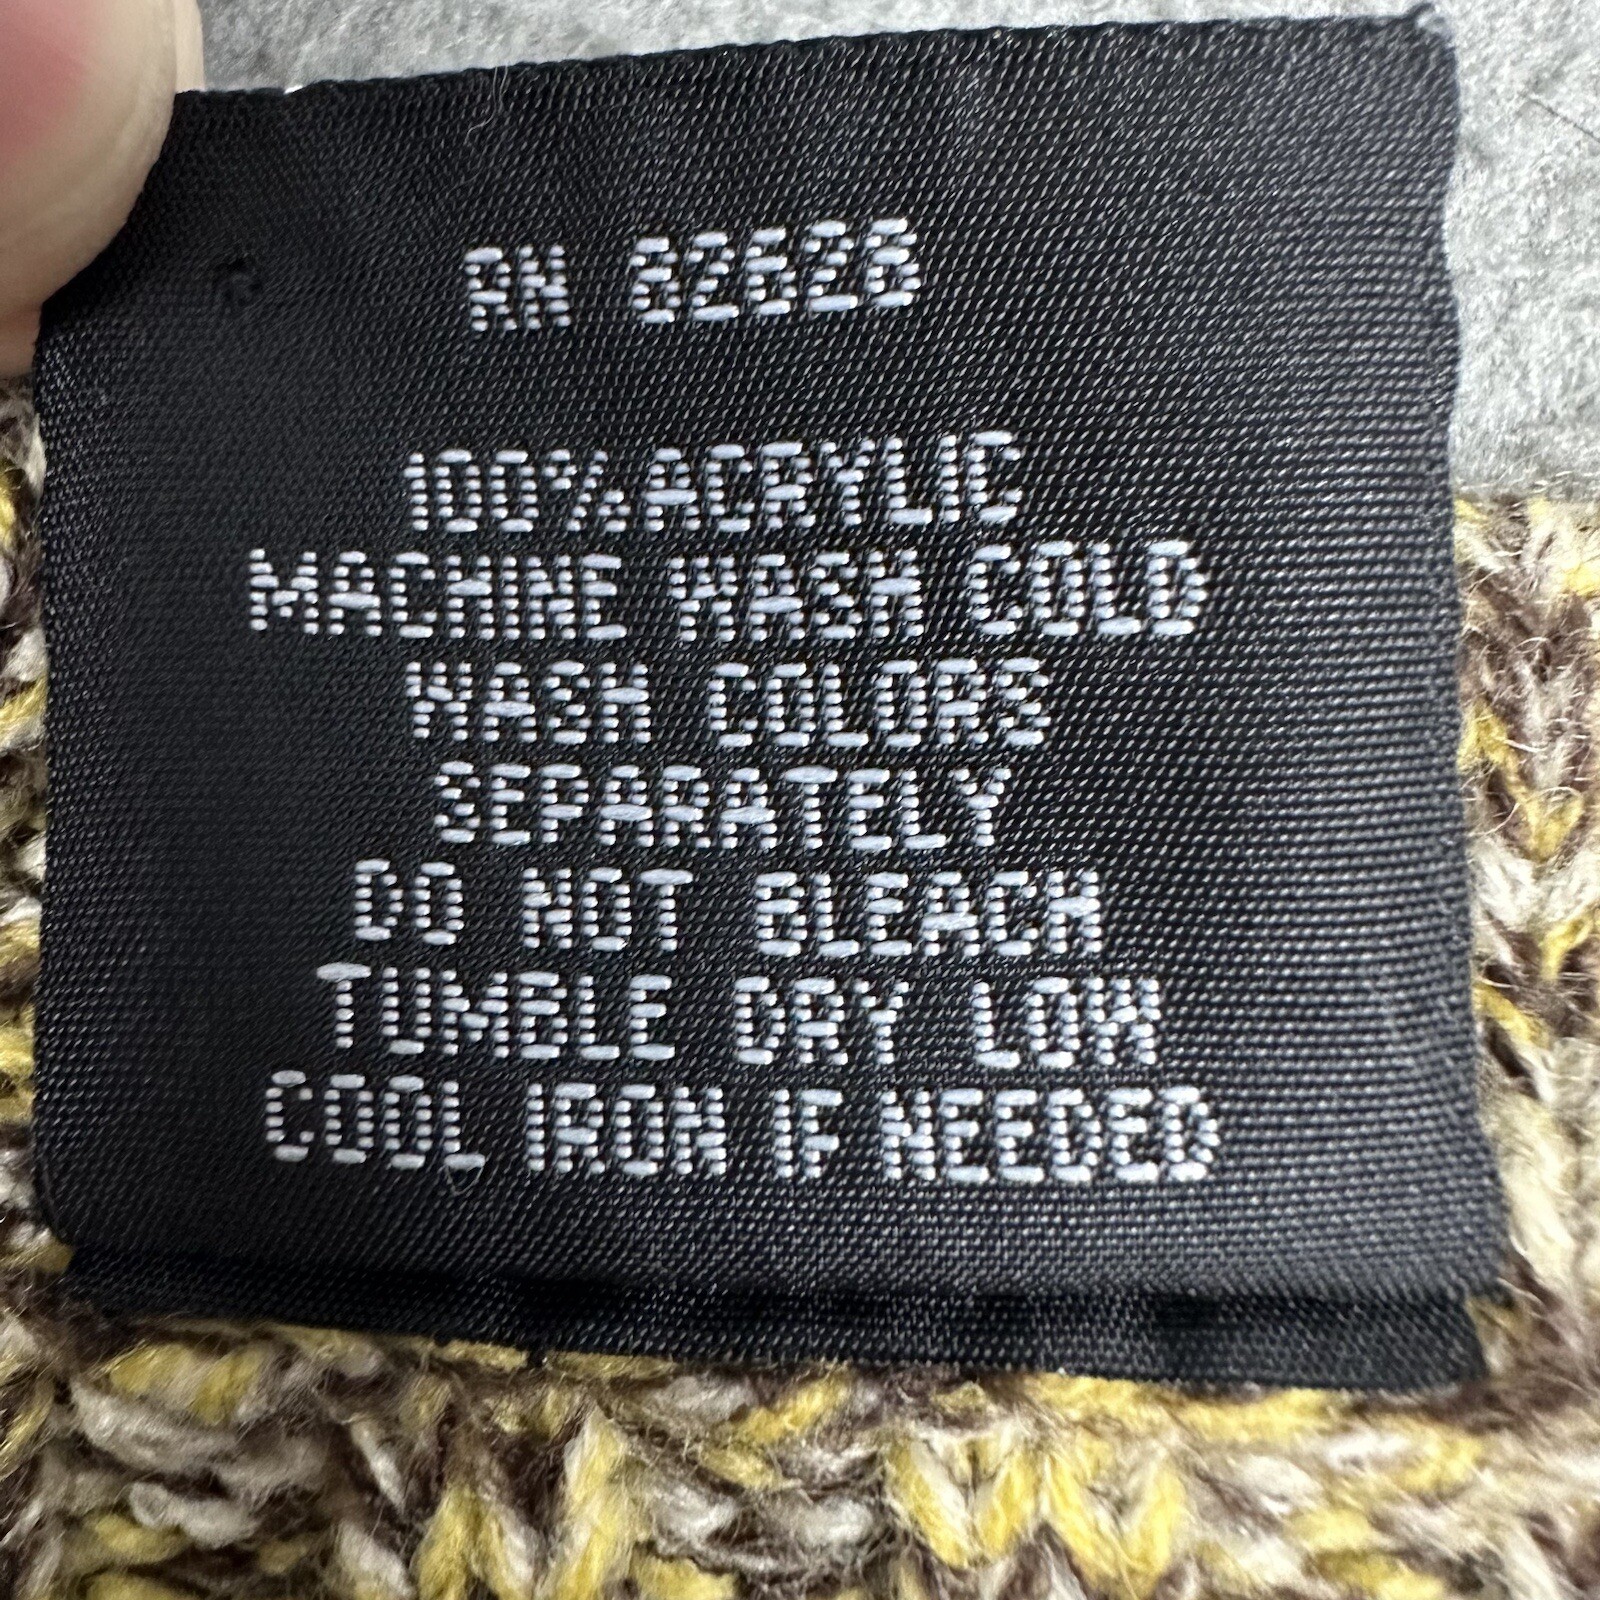 RN 82628
100% ACRYLIC
MACHINE WASH COLD
WASH COLORS
SEPARATELY
DO NOT BLEACH
TUMBLE DRY LOW
COOL IRON IF NEEDED